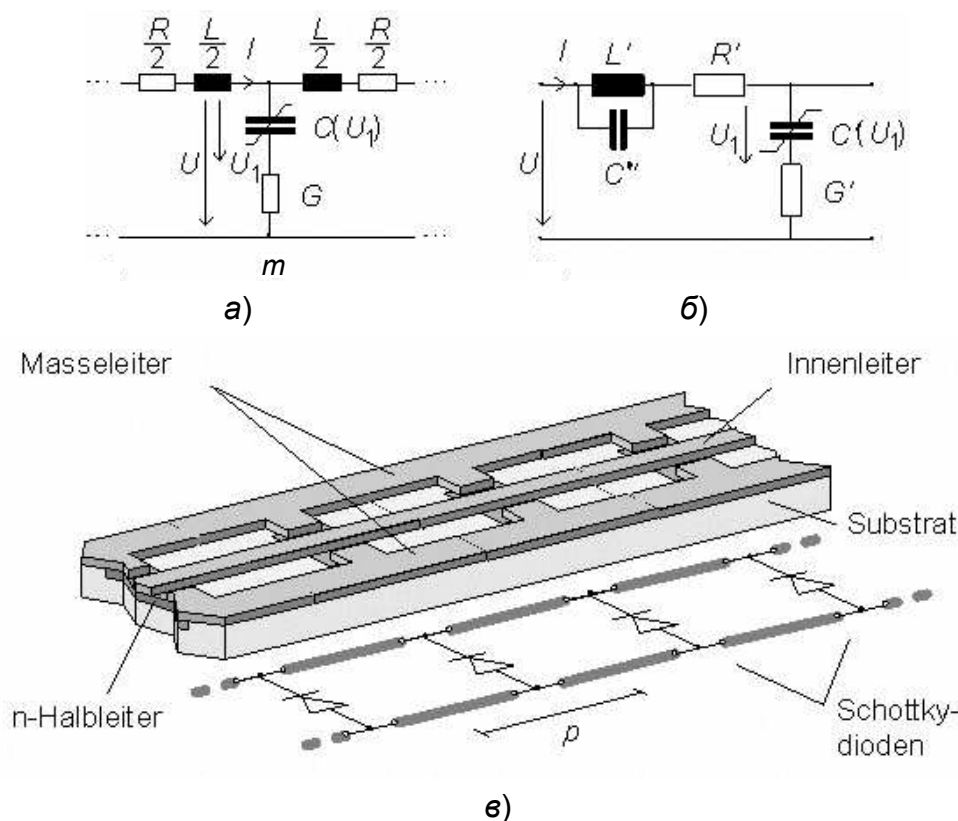 R/2 L/2 I L/2 R/2
U U₁ C(U₁)
G
m
а)
I L' R'
U U₁ C'(U₁)
C"'
G'
б)
Masseleiter
Innenleiter
Substrat
n-Halbleiter
p
Schottky-
dioden
в)